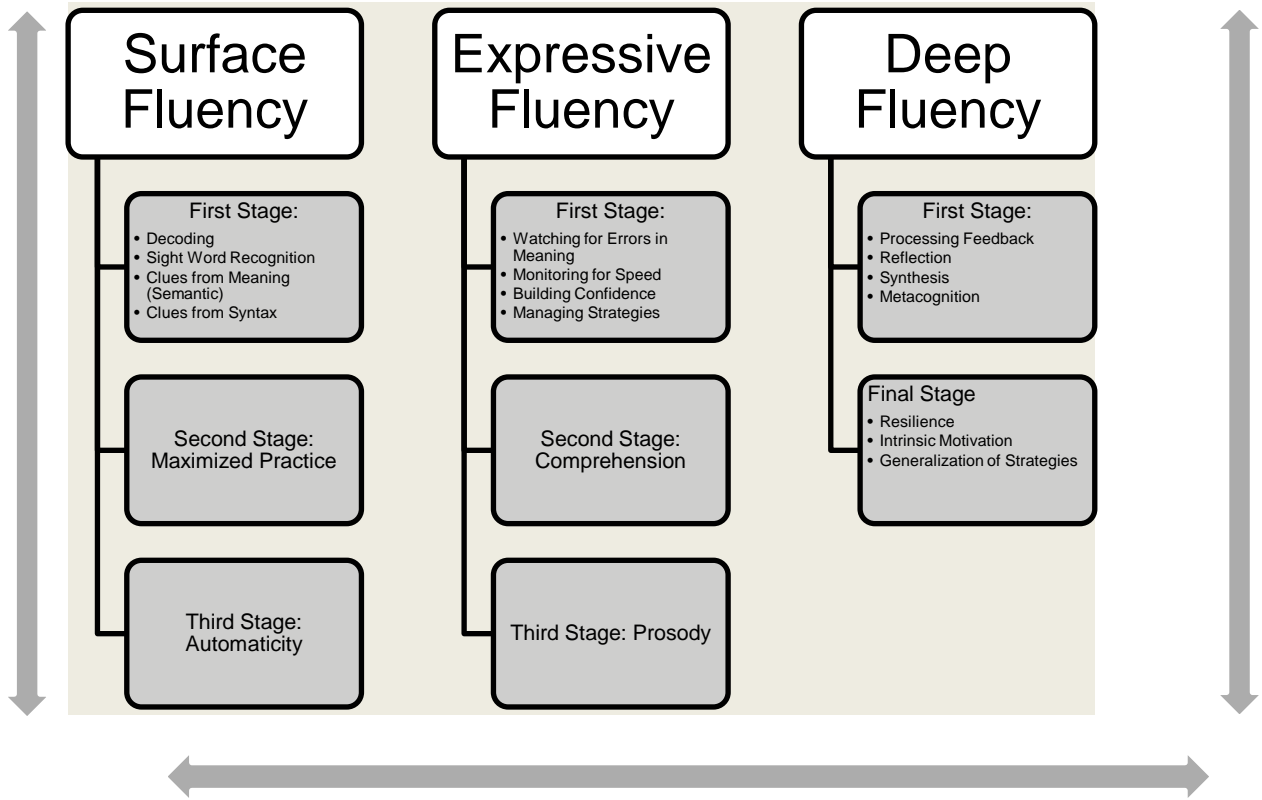 Surface
Fluency
First Stage:
• Decoding
• Sight Word Recognition
• Clues from Meaning
(Semantic)
• Clues from Syntax
Second Stage:
Maximized Practice
Third Stage:
Automaticity
Expressive
Fluency
First Stage:
• Watching for Errors in
Meaning
• Monitoring for Speed
• Building Confidence
• Managing Strategies
Second Stage:
Comprehension
Third Stage: Prosody
Deep
Fluency
First Stage:
• Processing Feedback
• Reflection
• Synthesis
• Metacognition
Final Stage
• Resilience
• Intrinsic Motivation
• Generalization of Strategies